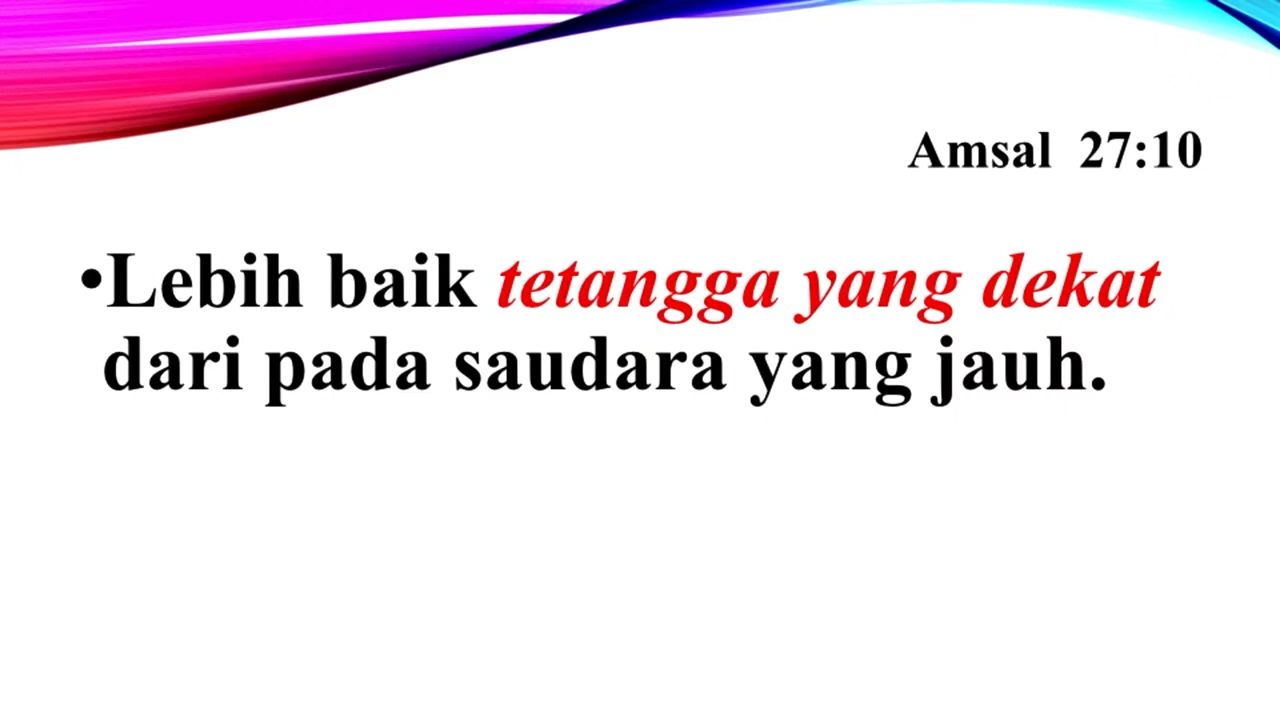 Amsal  27:10
•Lebih baik tetangga yang dekat
dari pada saudara yang jauh.